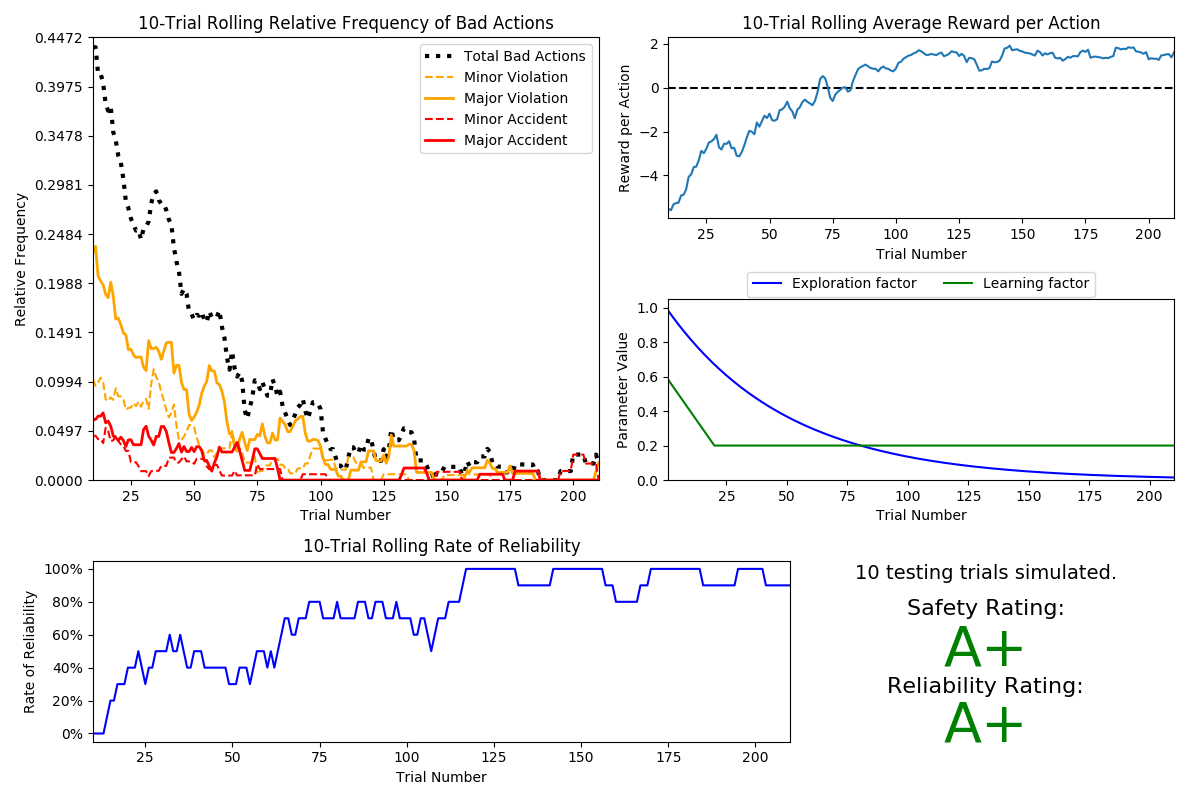 10-Trial Rolling Relative Frequency of Bad Actions
0.4472
0.3975
0.3478
0.2981
0.2484
0.1988
0.1491
0.0994
0.0497
0.0000
Relative Frequency
Total Bad Actions
Minor Violation
Major Violation
Minor Accident
Major Accident
25 50 75 100 125 150 175 200
Trial Number
10-Trial Rolling Average Reward per Action
2
0
−2
−4
Reward per Action
25 50 75 100 125 150 175 200
Trial Number
Exploration factor Learning factor
1.0
0.8
0.6
0.4
0.2
0.0
Parameter Value
25 50 75 100 125 150 175 200
Trial Number
10-Trial Rolling Rate of Reliability
100%
80%
60%
40%
20%
0%
Rate of Reliability
25 50 75 100 125 150 175 200
Trial Number
10 testing trials simulated.
Safety Rating:
A+
Reliability Rating:
A+